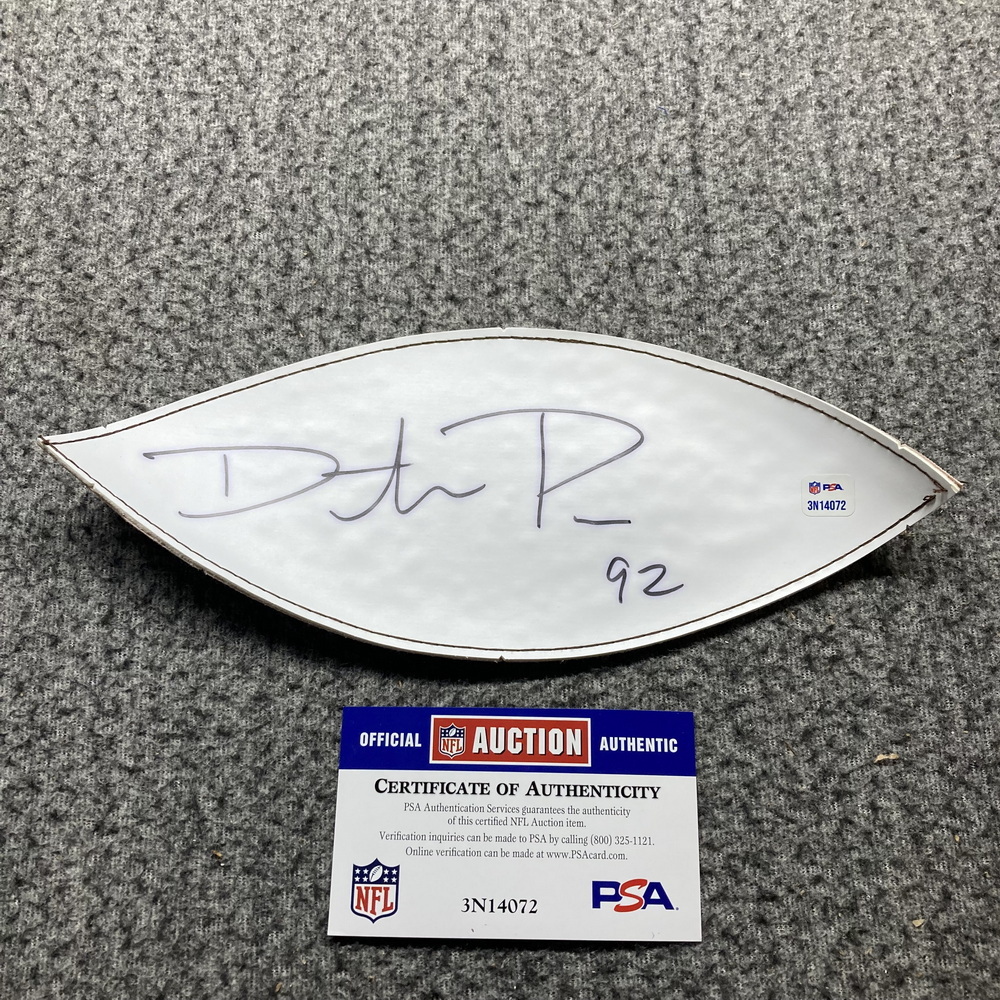 92
PSA
3N14072
OFFICIAL NFL AUCTION AUTHENTIC
CERTIFICATE OF AUTHENTICITY
PSA Authentication Services guarantees the authenticity
of this certified NFL Auction item.
Verification inquiries can be made to PSA by calling (800) 325-1121.
Online verification can be made at www.PSAcard.com.
NFL
3N14072
PSA